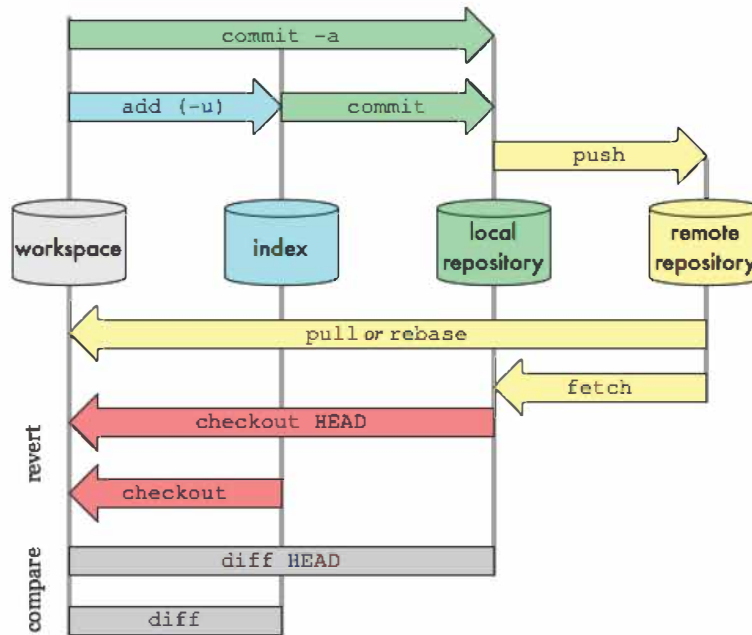 commit -a
add (-u)
commit
push
workspace
index
local
repository
remote
repository
pull or rebase
fetch
revert
checkout HEAD
checkout
compare
diff HEAD
diff